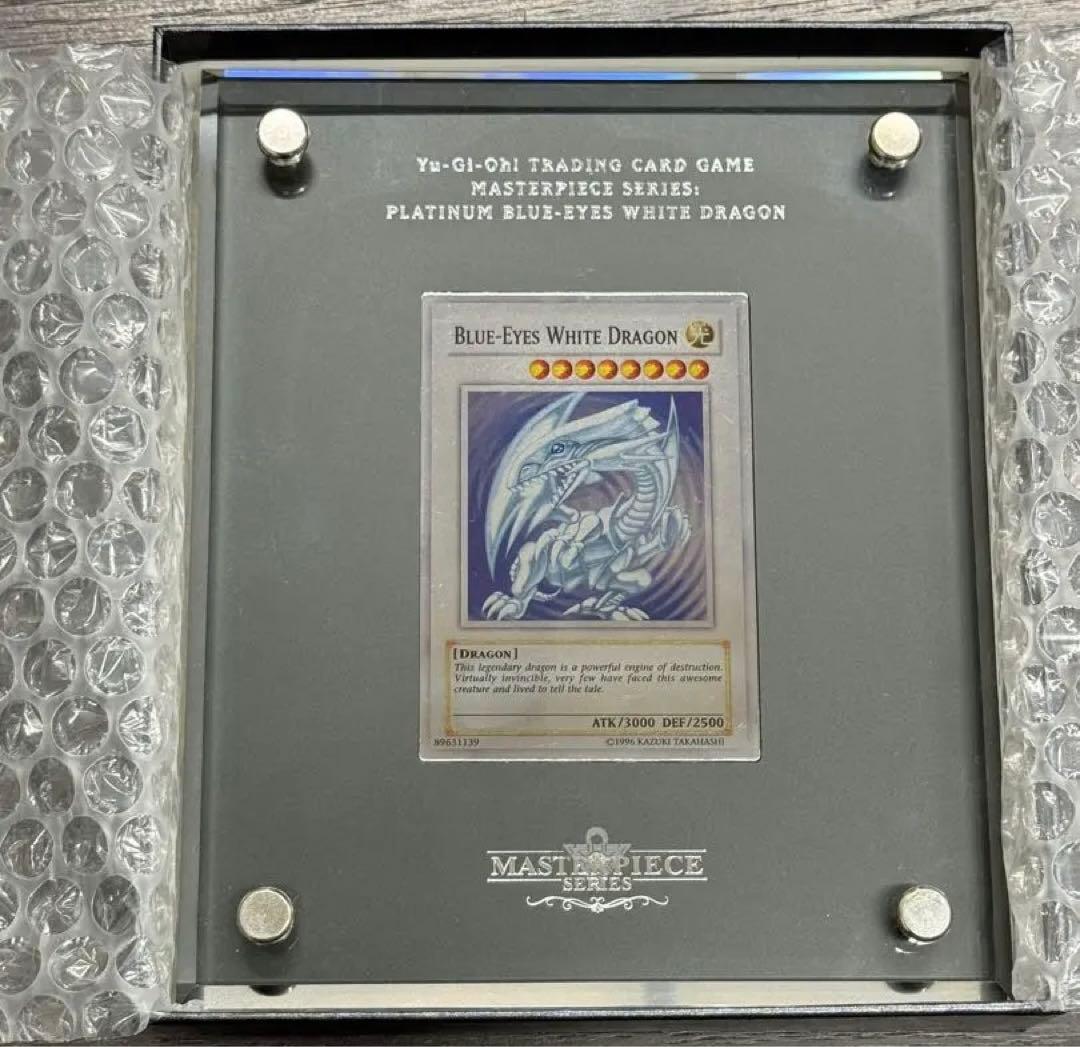 Yu-Gi-Oh! TRADING CARD GAME
MASTERPIECE SERIES:
PLATINUM BLUE-EYES WHITE DRAGON
BLUE-EYES WHITE DRAGON 光
[DRAGON]
This legendary dragon is a powerful engine of destruction.
Virtually invincible, very few have faced this awesome
creature and lived to tell the tale.
ATK/3000 DEF/2500
89631139 ©1996 KAZUKI TAKAHASHI
MASTERPIECE
SERIES